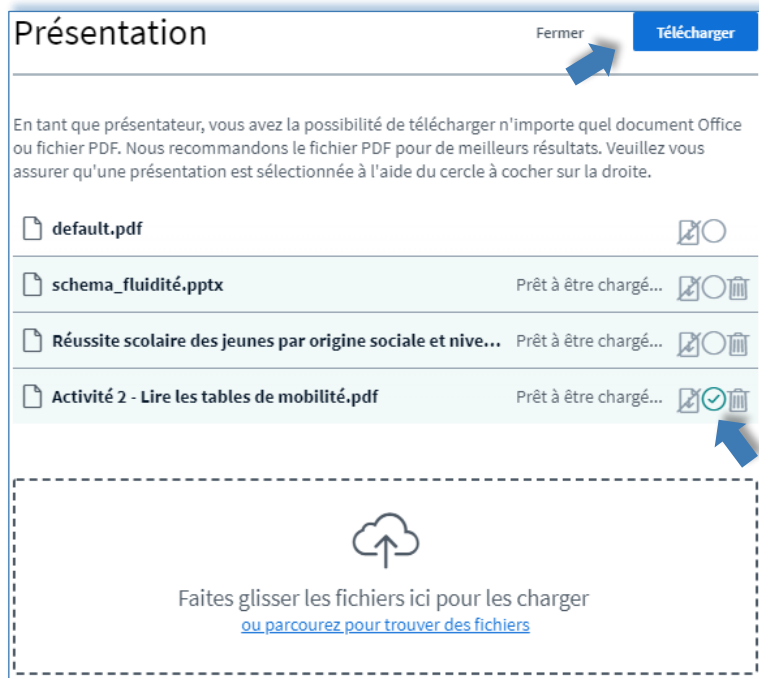 Présentation
Fermer
Télécharger
En tant que présentateur, vous avez la possibilité de télécharger n'importe quel document Office
ou fichier PDF. Nous recommandons le fichier PDF pour de meilleurs résultats. Veuillez vous
assurer qu'une présentation est sélectionnée à l'aide du cercle à cocher sur la droite.
default.pdf
schema_fluidité.pptx Prêt à être chargé...
Réussite scolaire des jeunes par origine sociale et nive... Prêt à être chargé...
Activité 2 - Lire les tables de mobilité.pdf Prêt à être chargé...
Faites glisser les fichiers ici pour les charger
ou parcourez pour trouver des fichiers